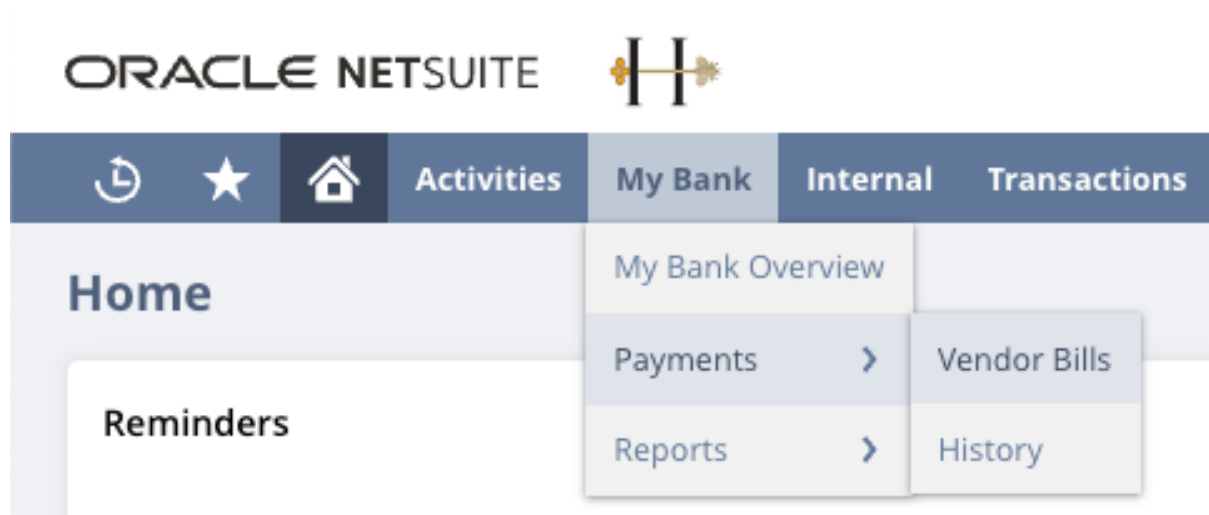 ORACLE NETSUITE H
Activities My Bank Internal Transactions
Home
My Bank Overview
Payments
Vendor Bills
Reminders
Reports
History